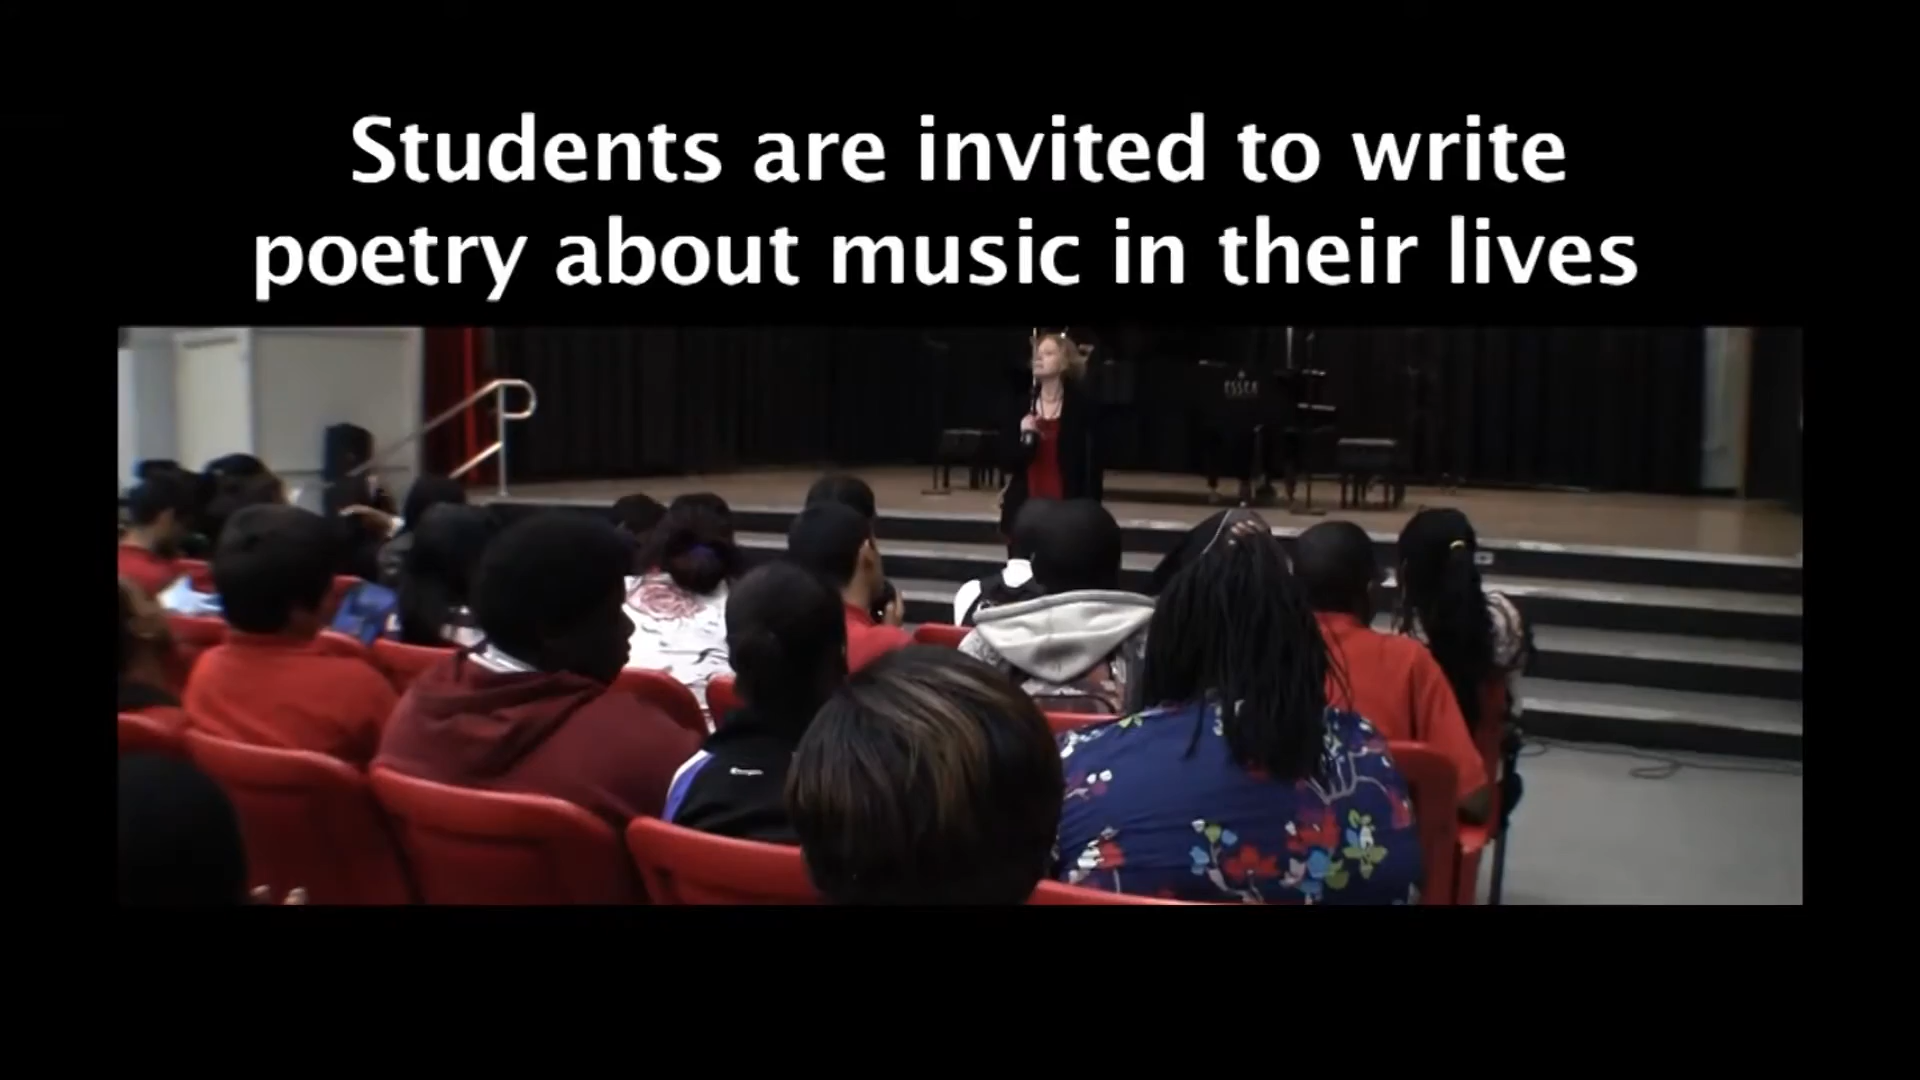 Students are invited to write
poetry about music in their lives